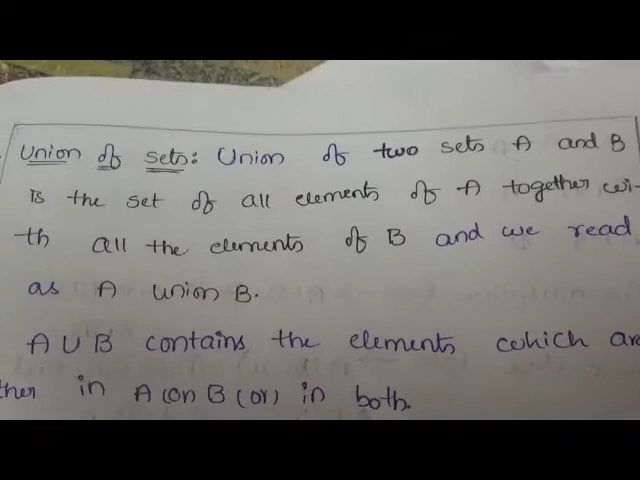 Union of sets: Union of two sets A and B
is the set of all elements of A together wi-
th all the elements of B and we read
as A union B.
A U B contains the elements which are
ther in A (or) B (or) in both.